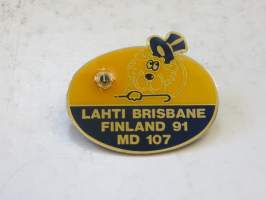 LAHTI BRISBANE
FINLAND 91
MD 107